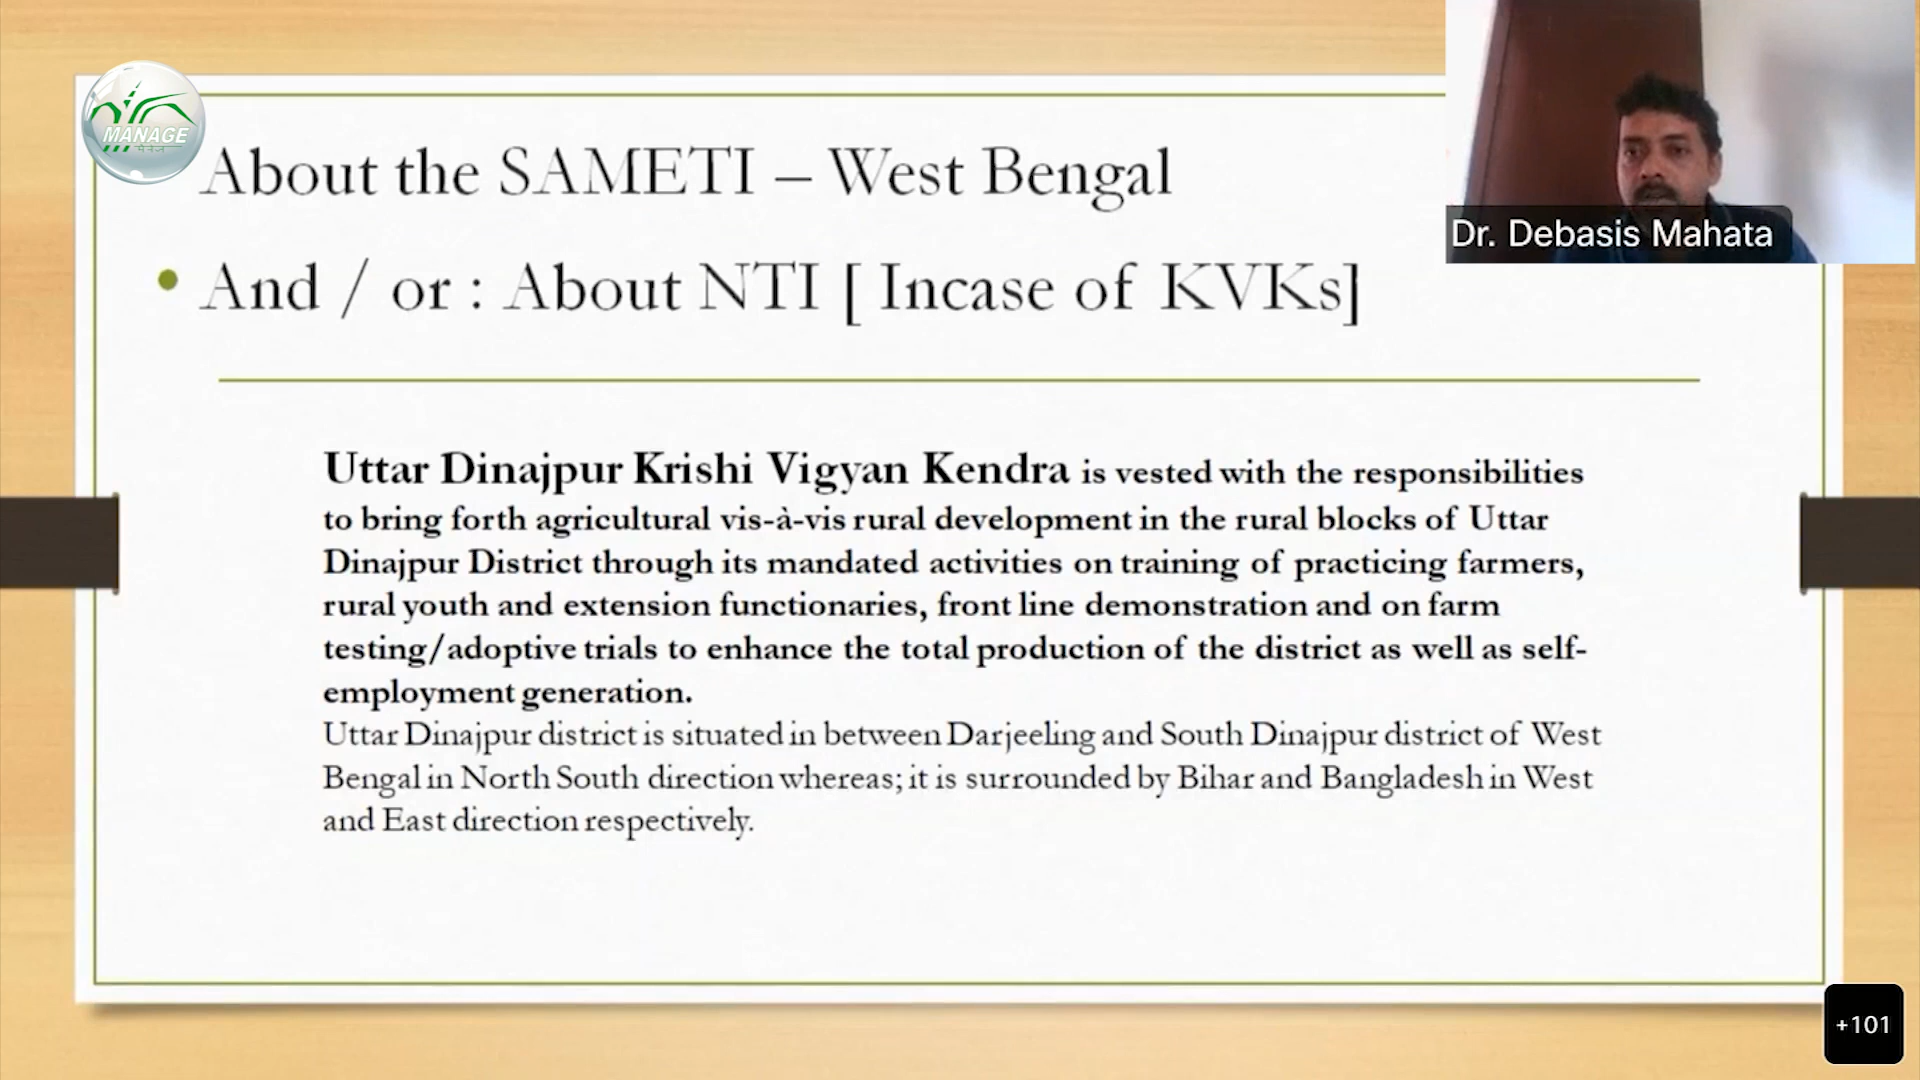 MANAGE
About the SAMETI – West Bengal
Dr. Debasis Mahata
• And / or : About NTI [ Incase of KVKs]
Uttar Dinajpur Krishi Vigyan Kendra is vested with the responsibilities
to bring forth agricultural vis-à-vis rural development in the rural blocks of Uttar
Dinajpur District through its mandated activities on training of practicing farmers,
rural youth and extension functionaries, front line demonstration and on farm
testing/adoptive trials to enhance the total production of the district as well as self-
employment generation.
Uttar Dinajpur district is situated in between Darjeeling and South Dinajpur district of West
Bengal in North South direction whereas; it is surrounded by Bihar and Bangladesh in West
and East direction respectively.
+101